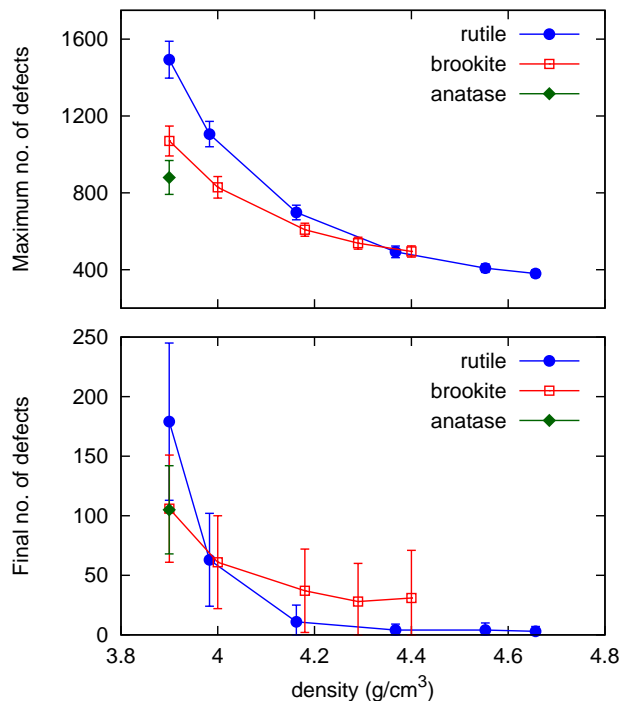 Maximum no. of defects
1600
1200
800
400
rutile
brookite
anatase
Final no. of defects
250
200
150
100
50
0
rutile
brookite
anatase
3.8 4 4.2 4.4 4.6 4.8
density (g/cm³)